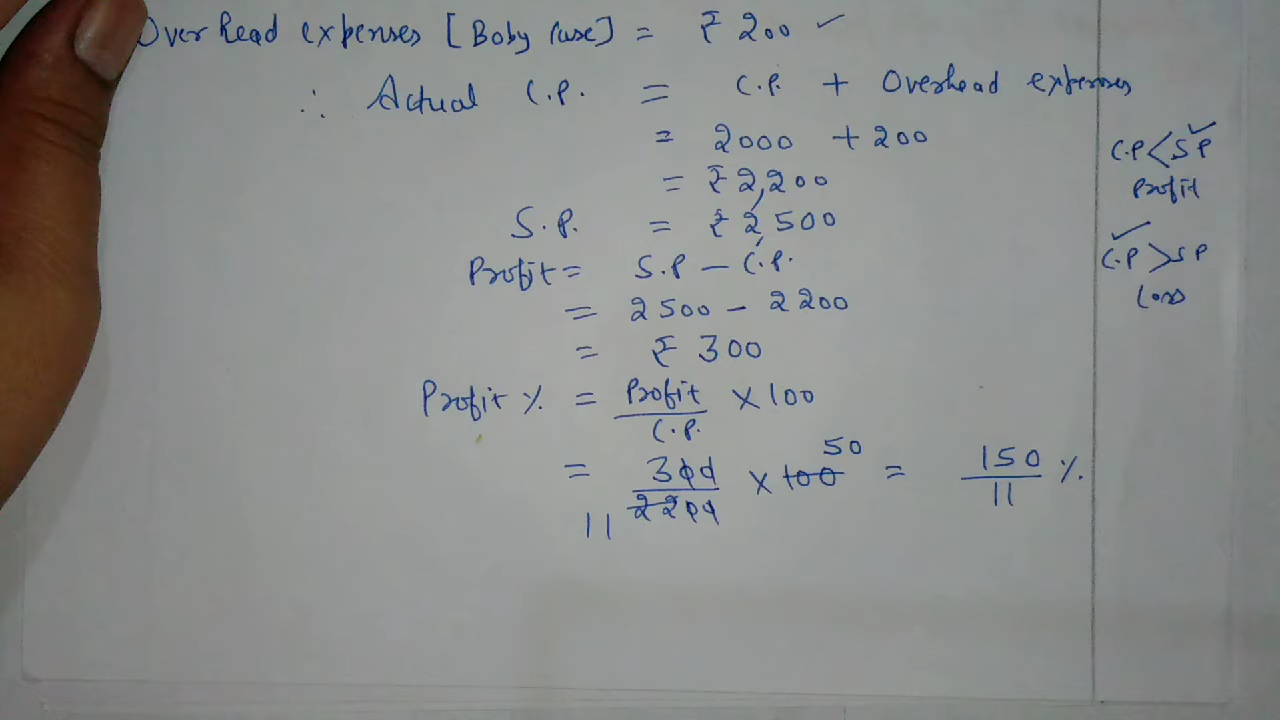 Over head expenses [Boby case] = ₹ 200 ✓
∴ Actual C.P. = C.P. + Overhead expenses
= 2000 + 200
= ₹ 2,200
S.P. = ₹ 2,500
Profit = S.P - C.P.
= 2500 - 2200
= ₹ 300
Profit % = Profit/C.P. × 100
= 300/2200 × 100 = 150/11 %
50
11
C.P < S P ✓
Profit
✓ C.P > S P
Loss